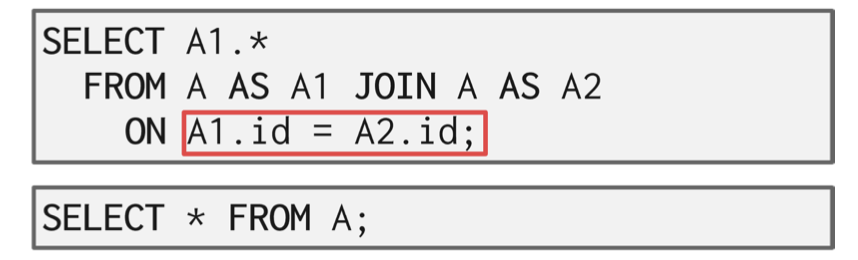 SELECT A1.*
FROM A AS A1 JOIN A AS A2
ON A1.id = A2.id;
SELECT * FROM A;